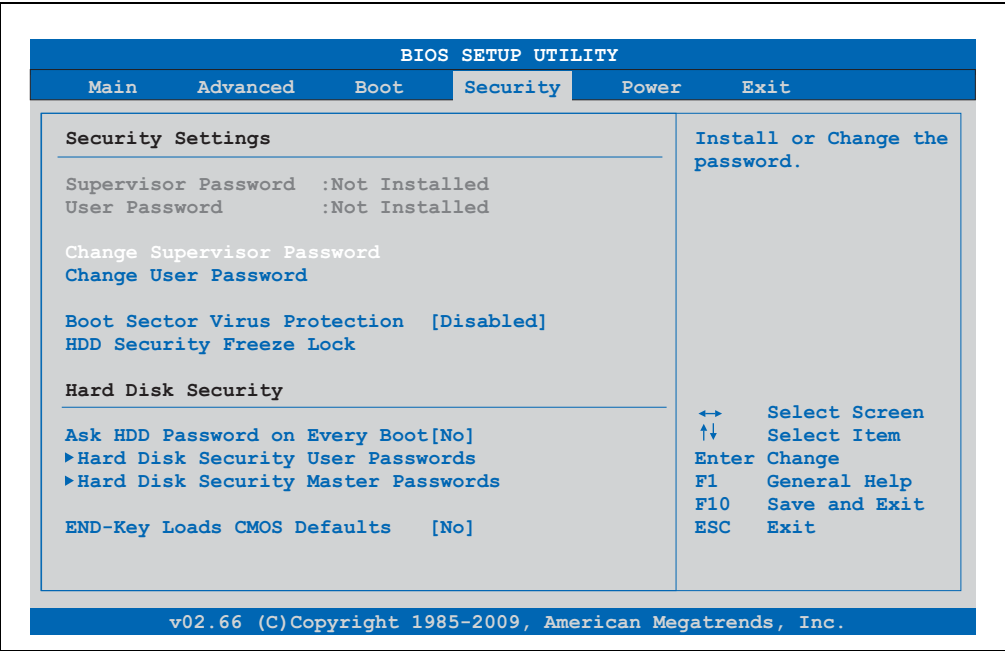 BIOS SETUP UTILITY
Main Advanced Boot Security Power Exit
Security Settings
Supervisor Password :Not Installed
User Password :Not Installed
Change Supervisor Password
Change User Password
Boot Sector Virus Protection [Disabled]
HDD Security Freeze Lock
Hard Disk Security
Ask HDD Password on Every Boot[No]
Hard Disk Security User Passwords
Hard Disk Security Master Passwords
END-Key Loads CMOS Defaults [No]
Install or Change the
password.
Select Screen
Select Item
Enter Change
F1 General Help
F10 Save and Exit
ESC Exit
v02.66 (C)Copyright 1985-2009, American Megatrends, Inc.